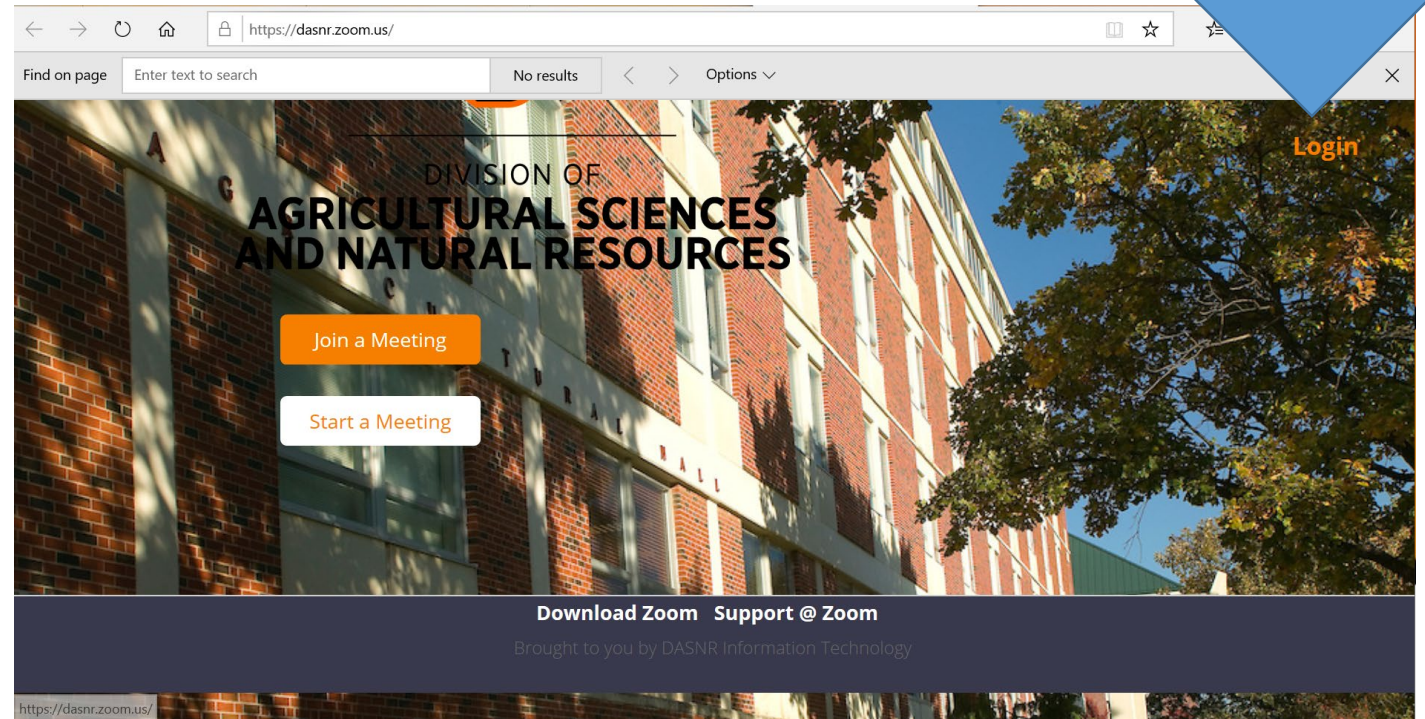 https://dasnr.zoom.us/
Find on page Enter text to search No results Options
Login
DIVISION OF
AGRICULTURAL SCIENCES
AND NATURAL RESOURCES
AGRICULTURAL HALL
Join a Meeting
Start a Meeting
Download Zoom Support @ Zoom
Brought to you by DASNR Information Technology
https://dasnr.zoom.us/